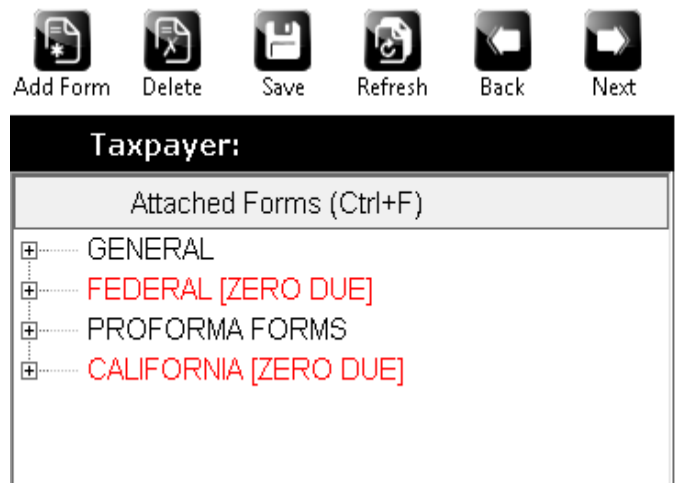 Add Form Delete Save Refresh Back Next
Taxpayer:
Attached Forms (Ctrl+F)
GENERAL
FEDERAL [ZERO DUE]
PROFORMA FORMS
CALIFORNIA [ZERO DUE]